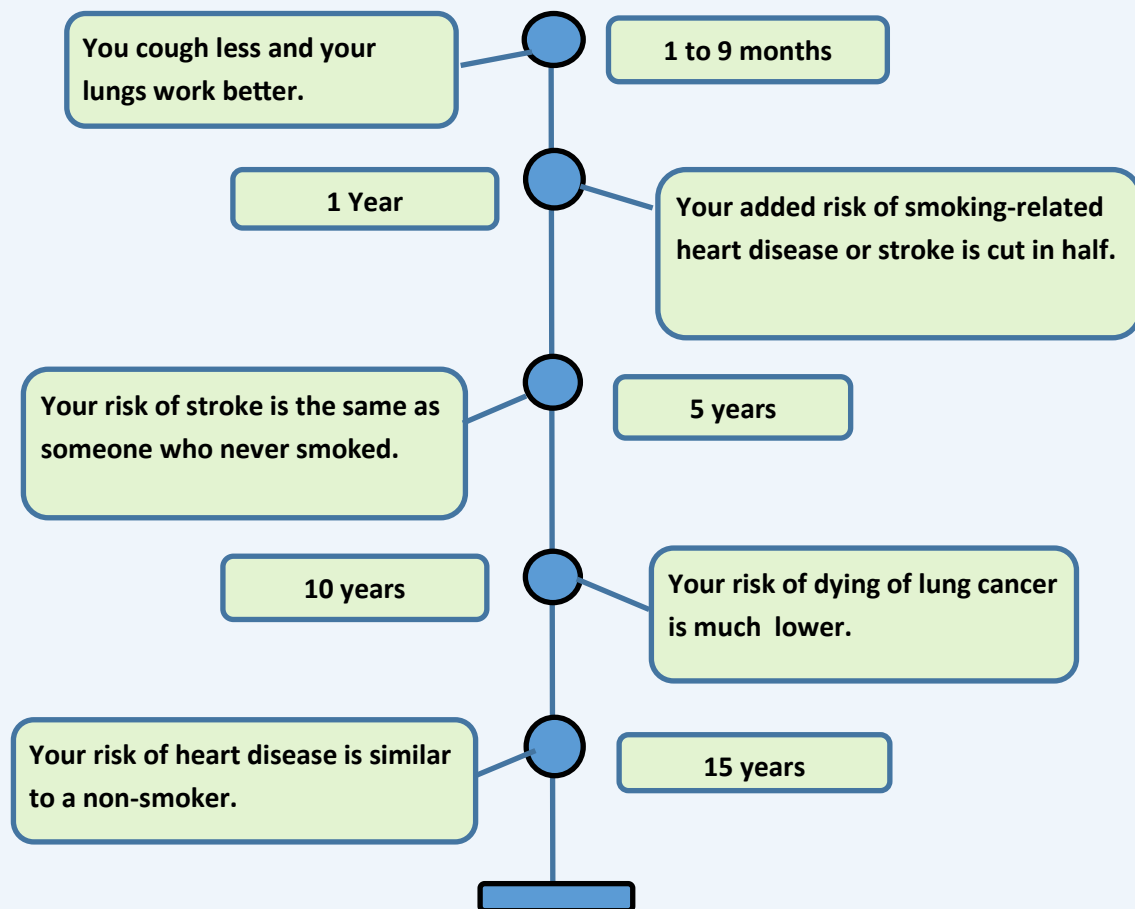 You cough less and your
lungs work better.
1 to 9 months
1 Year
Your added risk of smoking-related
heart disease or stroke is cut in half.
Your risk of stroke is the same as
someone who never smoked.
5 years
10 years
Your risk of dying of lung cancer
is much  lower.
Your risk of heart disease is similar
to a non-smoker.
15 years